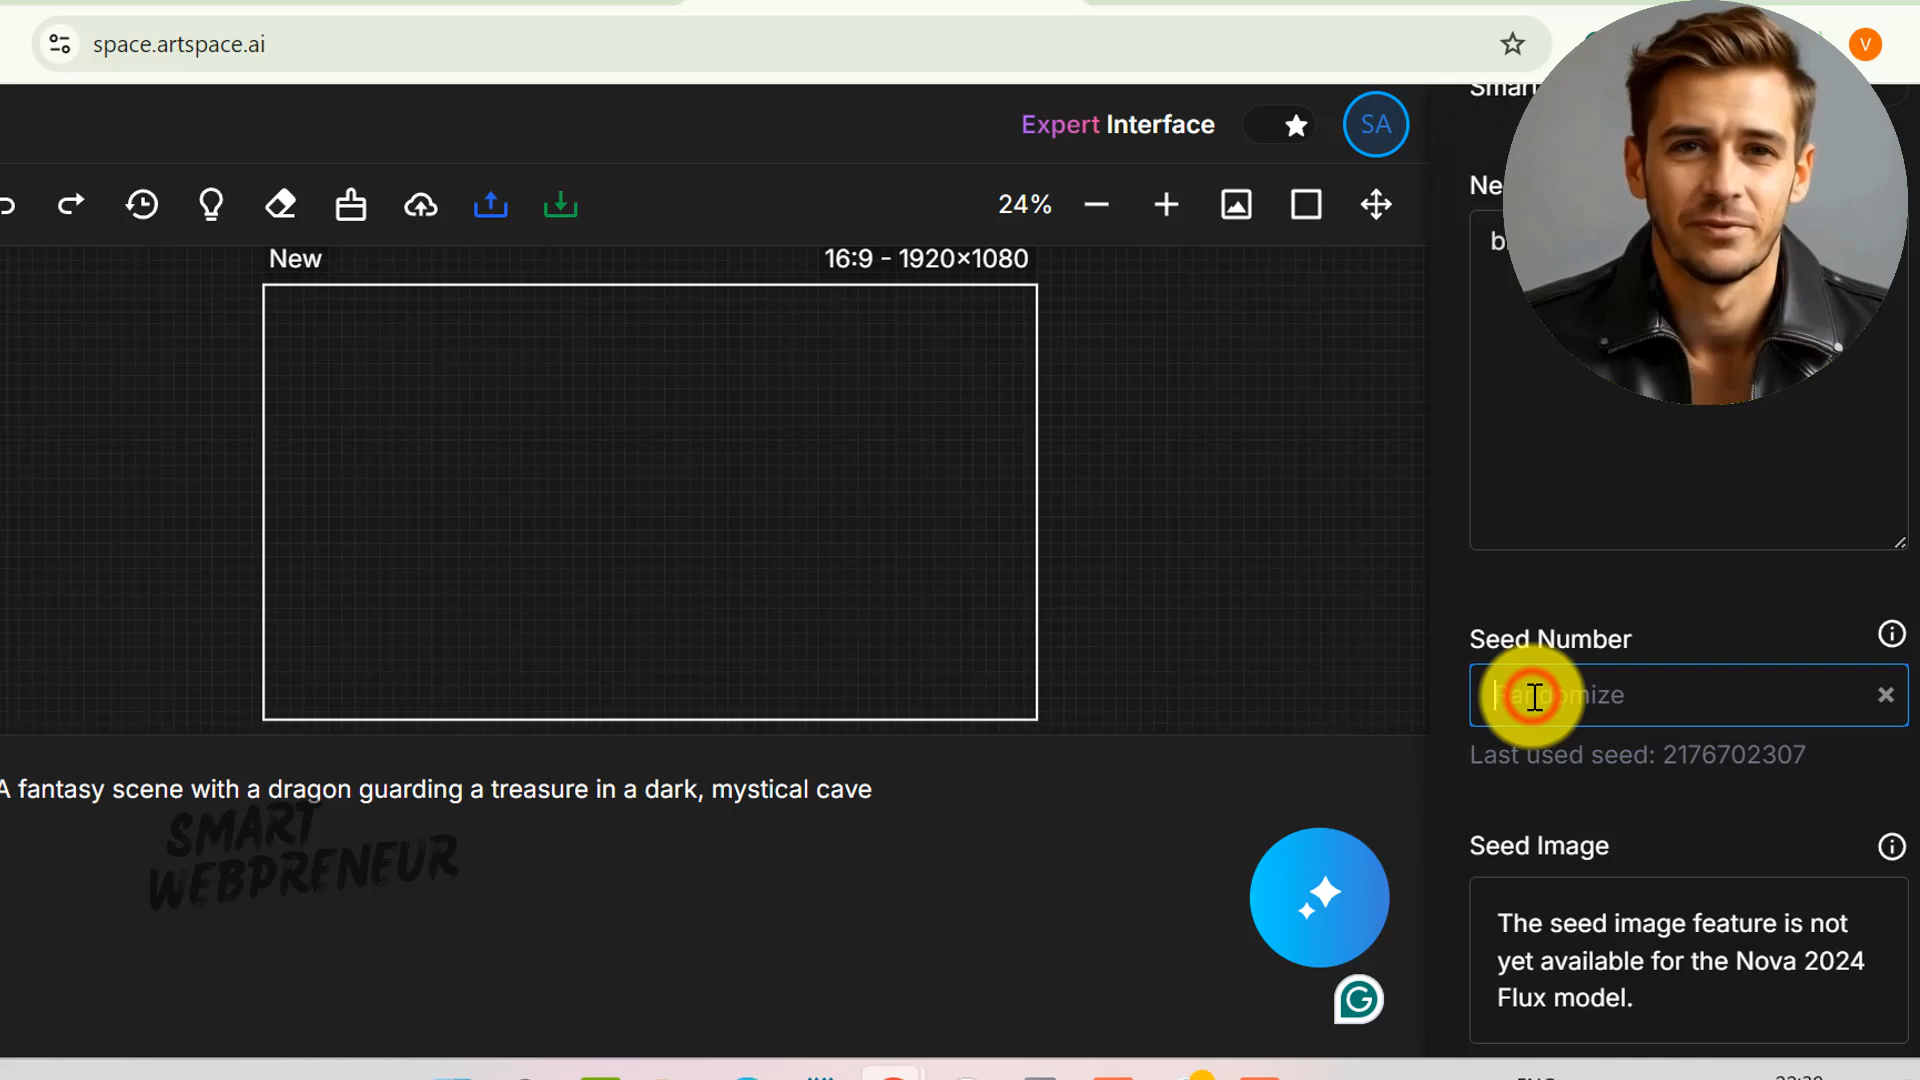 space.artspace.ai
V
Expert Interface
SA
24%
New
16:9 - 1920×1080
Seed Number
Randomize
Last used seed: 2176702307
Seed Image
The seed image feature is not
yet available for the Nova 2024
Flux model.
A fantasy scene with a dragon guarding a treasure in a dark, mystical cave
SMART
WEBPRENEUR